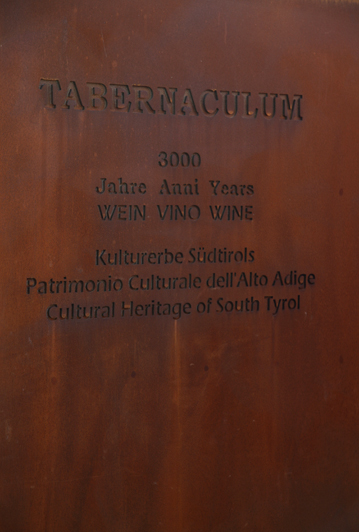 TABERNACULUM
3000
Jahre Anni Years
WEIN VINO WINE
Kulturerbe Südtirols
Patrimonio Culturale dell'Alto Adige
Cultural Heritage of South Tyrol